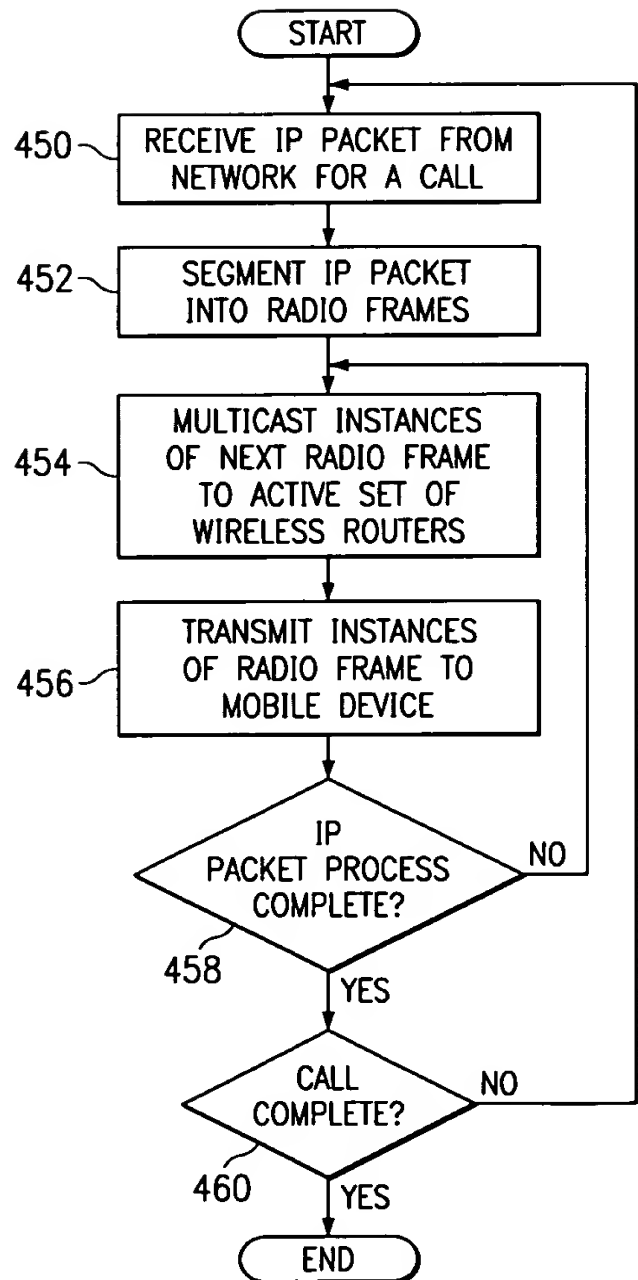 START
450
RECEIVE IP PACKET FROM
NETWORK FOR A CALL
452
SEGMENT IP PACKET
INTO RADIO FRAMES
454
MULTICAST INSTANCES
OF NEXT RADIO FRAME
TO ACTIVE SET OF
WIRELESS ROUTERS
456
TRANSMIT INSTANCES
OF RADIO FRAME TO
MOBILE DEVICE
IP
PACKET PROCESS
COMPLETE?
NO
458
YES
CALL
COMPLETE?
NO
460
YES
END